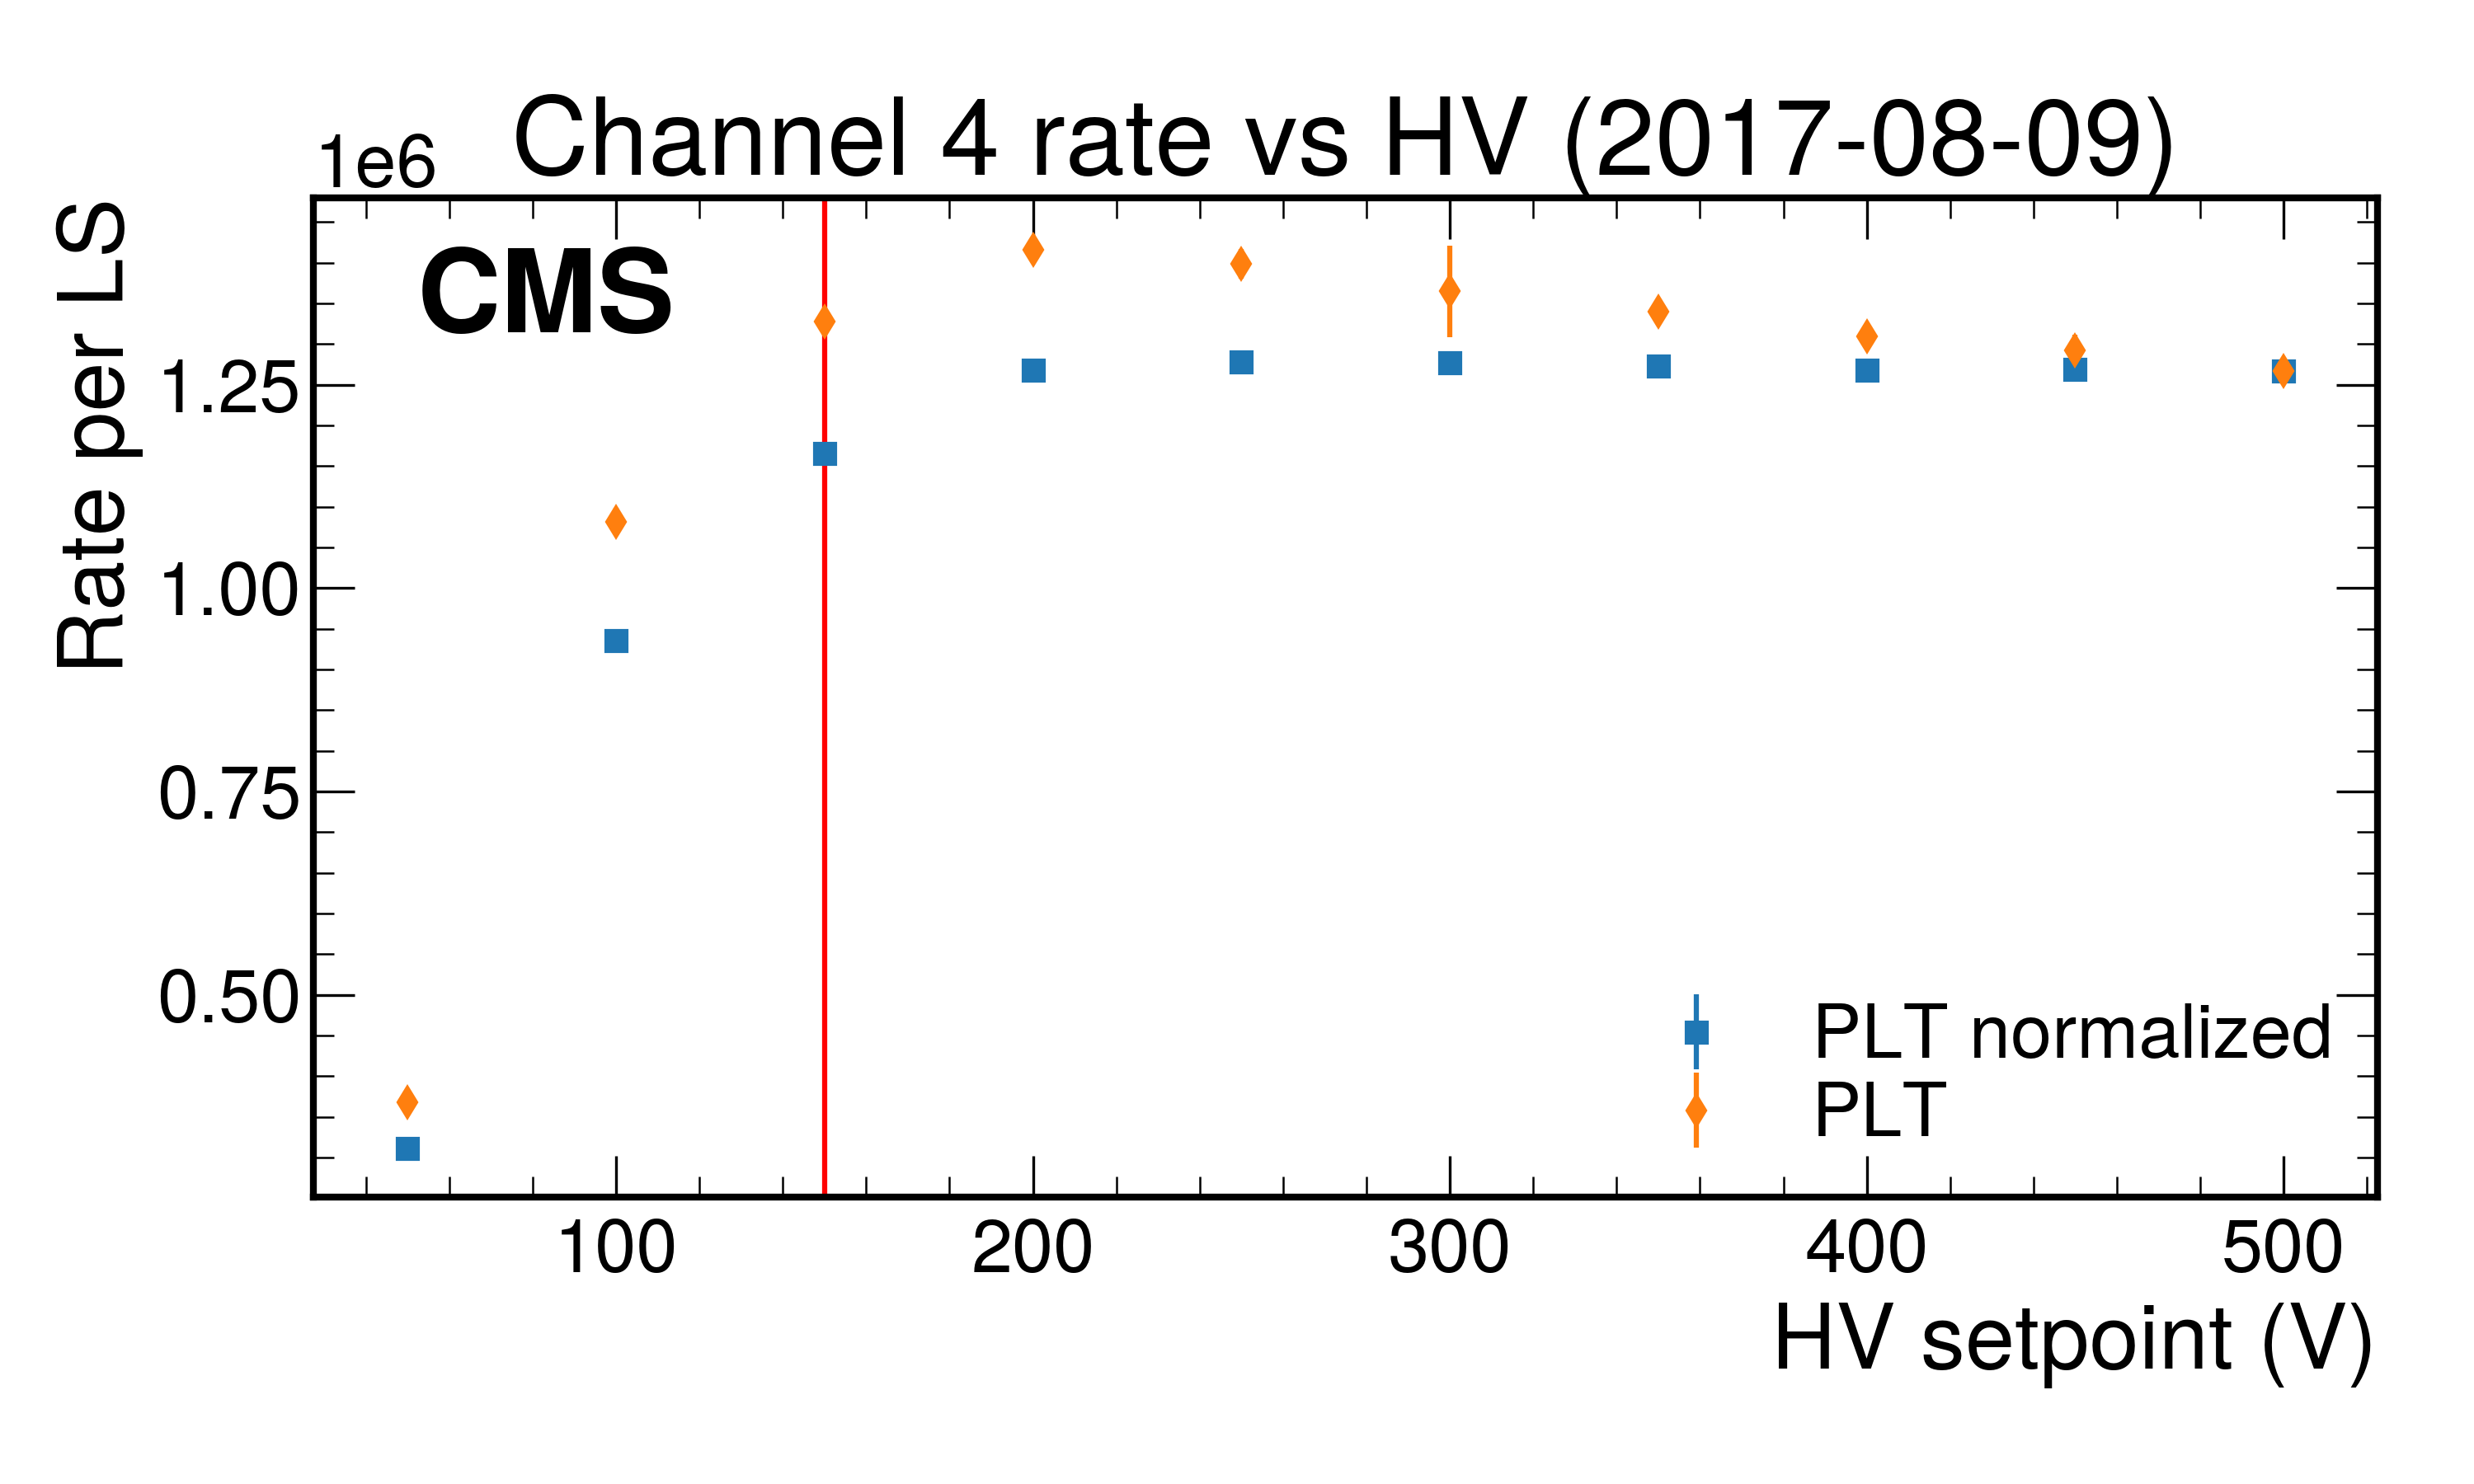 Channel 4 rate vs HV (2017-08-09)
1e6
CMS
Rate per LS
1.25
1.00
0.75
0.50
PLT normalized
PLT
100 200 300 400 500
HV setpoint (V)